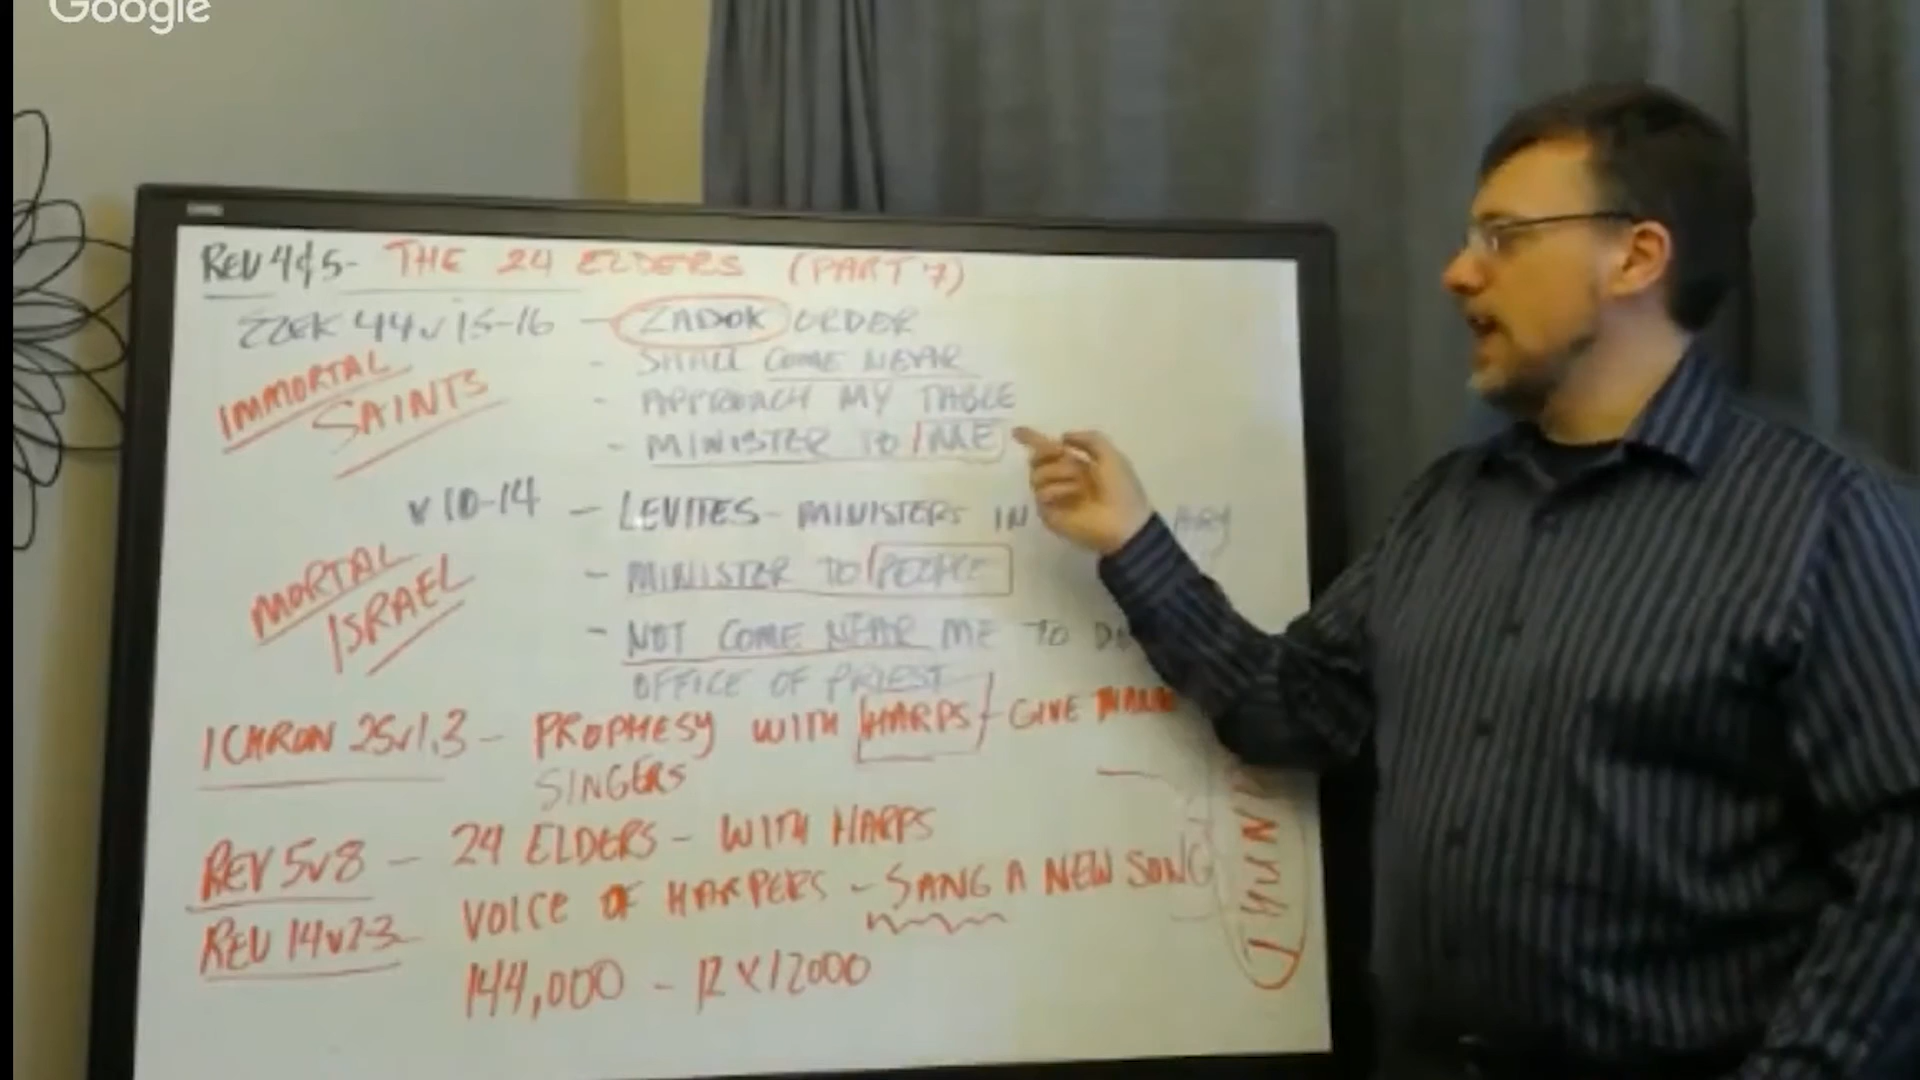 Google
REV 4&5- THE 24 ELDERS (PART 7)
EZEK 44v15-16 - ZADOK ORDER
- SHALL COME NEAR
IMMORTAL
SAINTS
- APPROACH MY TABLE
- MINISTER TO ME
v 10-14 - LEVITES - MINISTERS IN
MORTAL
ISRAEL
- MINISTER TO PEOPLE
- NOT COME NEAR ME TO
OFFICE OF PRIEST
1 CHRON 25v1,3 - PROPHESY WITH HARPS - GIVE
SINGERS
REV 5v8 - 24 ELDERS - WITH HARPS
REV 14v2-3 VOICE OF HARPERS - SANG A NEW SONG
144,000 - 12 x 12000